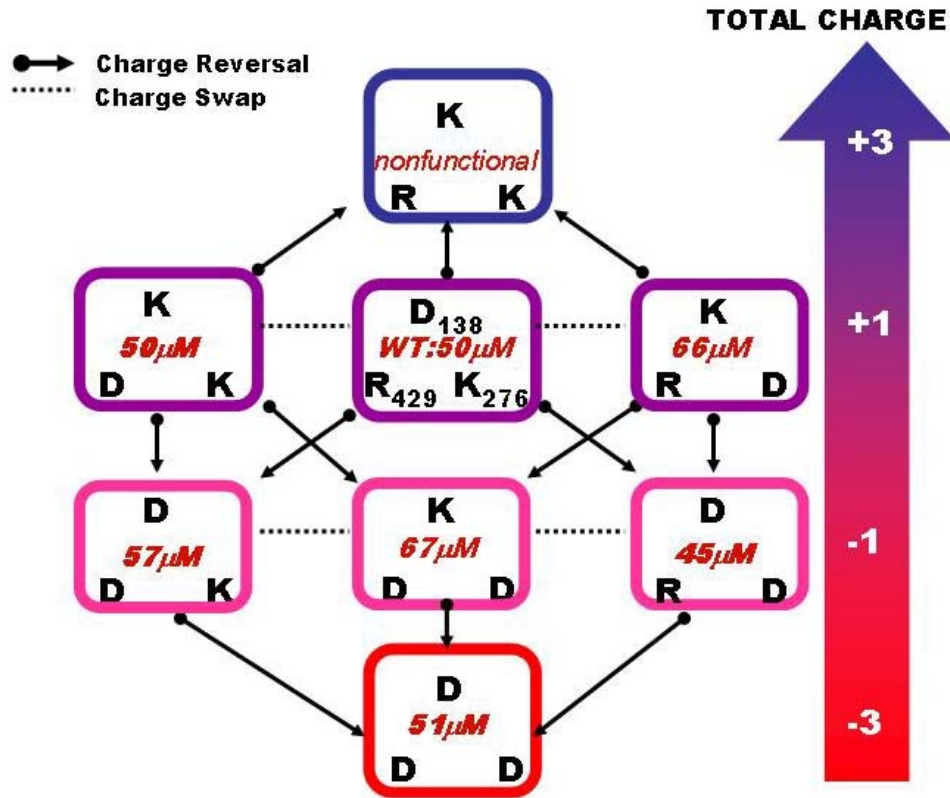 TOTAL CHARGE
Charge Reversal
Charge Swap
K
nonfunctional
R K
+3
K
50µM
D K
D138
WT:50µM
R429 K276
K
66µM
R D
+1
D
57µM
D K
K
67µM
D D
D
45µM
R D
-1
D
51µM
D D
-3